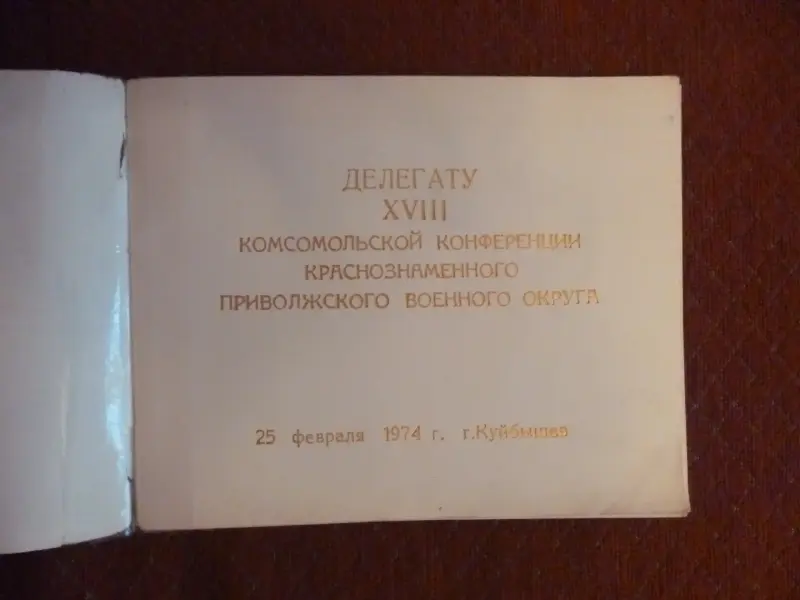 ДЕЛЕГАТУ
XVIII
КОМСОМОЛЬСКОЙ КОНФЕРЕНЦИИ
КРАСНОЗНАМЕННОГО
ПРИВОЛЖСКОГО ВОЕННОГО ОКРУГА
25 февраля 1974 г. г.Куйбышев